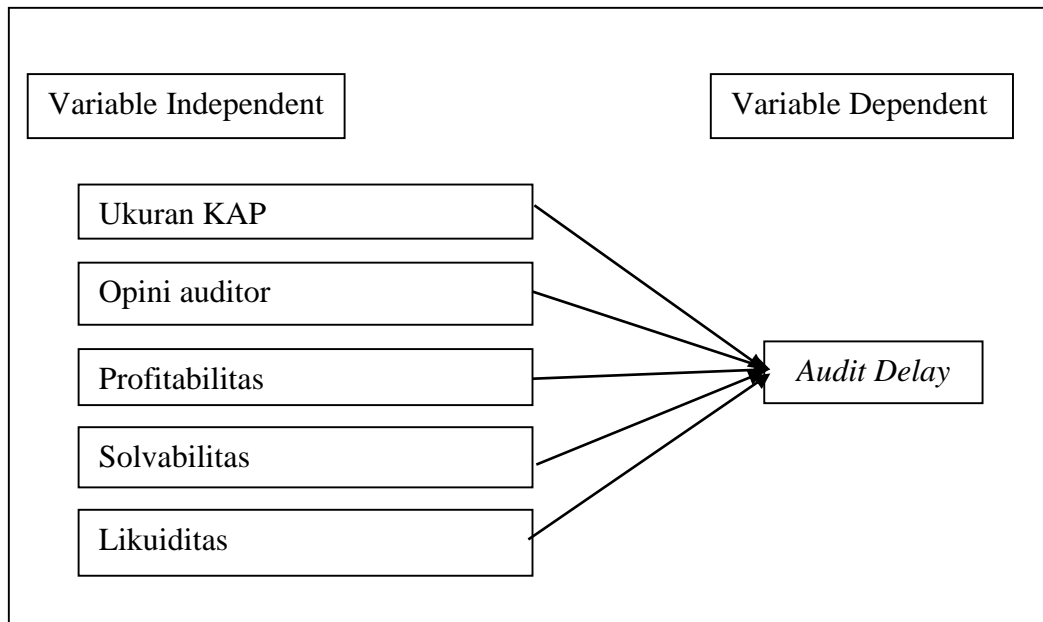 Variable Independent
Variable Dependent
Ukuran KAP
Opini auditor
Profitabilitas
Audit Delay
Solvabilitas
Likuiditas